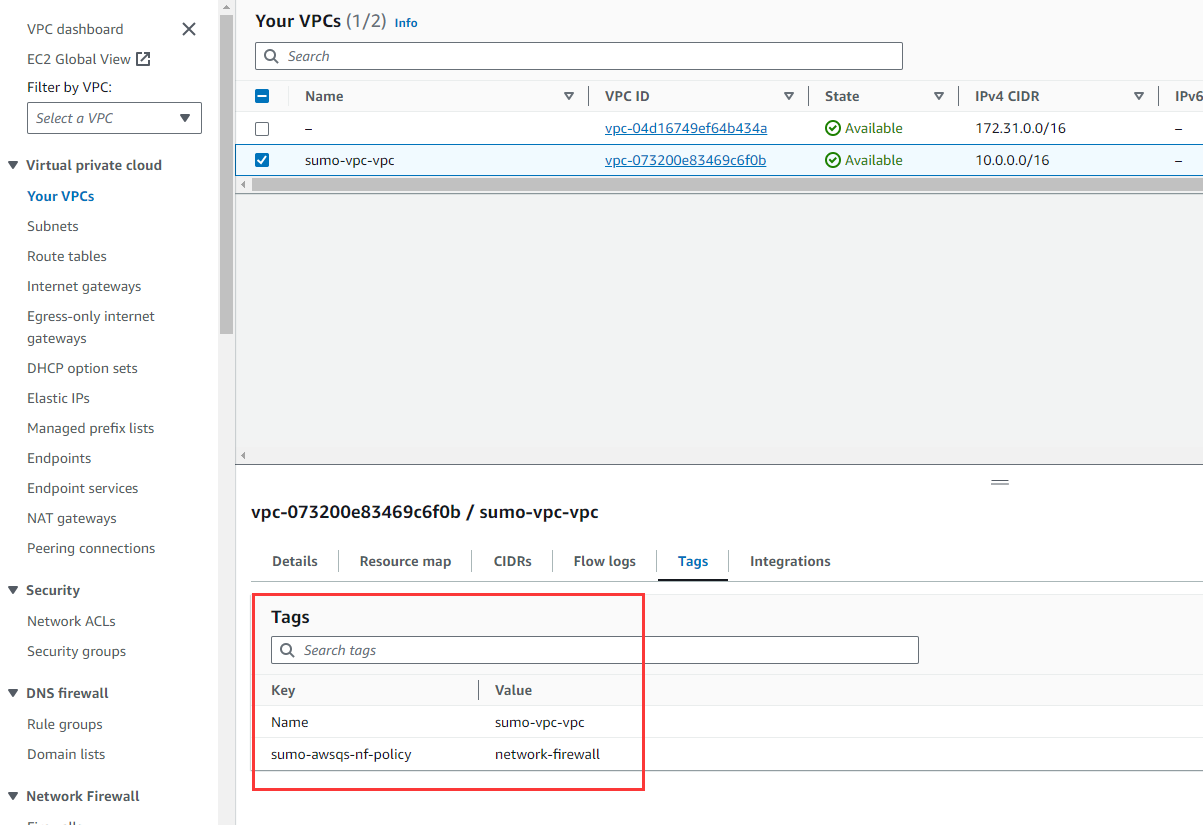 VPC dashboard
EC2 Global View
Filter by VPC:
Select a VPC
Virtual private cloud
Your VPCs
Subnets
Route tables
Internet gateways
Egress-only internet
gateways
DHCP option sets
Elastic IPs
Managed prefix lists
Endpoints
Endpoint services
NAT gateways
Peering connections
Security
Network ACLs
Security groups
DNS firewall
Rule groups
Domain lists
Network Firewall
Your VPCs (1/2) Info
Search
Name VPC ID State IPv4 CIDR IPv6
– vpc-04d16749ef64b434a Available 172.31.0.0/16 –
sumo-vpc-vpc vpc-073200e83469c6f0b Available 10.0.0.0/16 –
vpc-073200e83469c6f0b / sumo-vpc-vpc
Details Resource map CIDRs Flow logs Tags Integrations
Tags
Search tags
Key Value
Name sumo-vpc-vpc
sumo-awsqs-nf-policy network-firewall